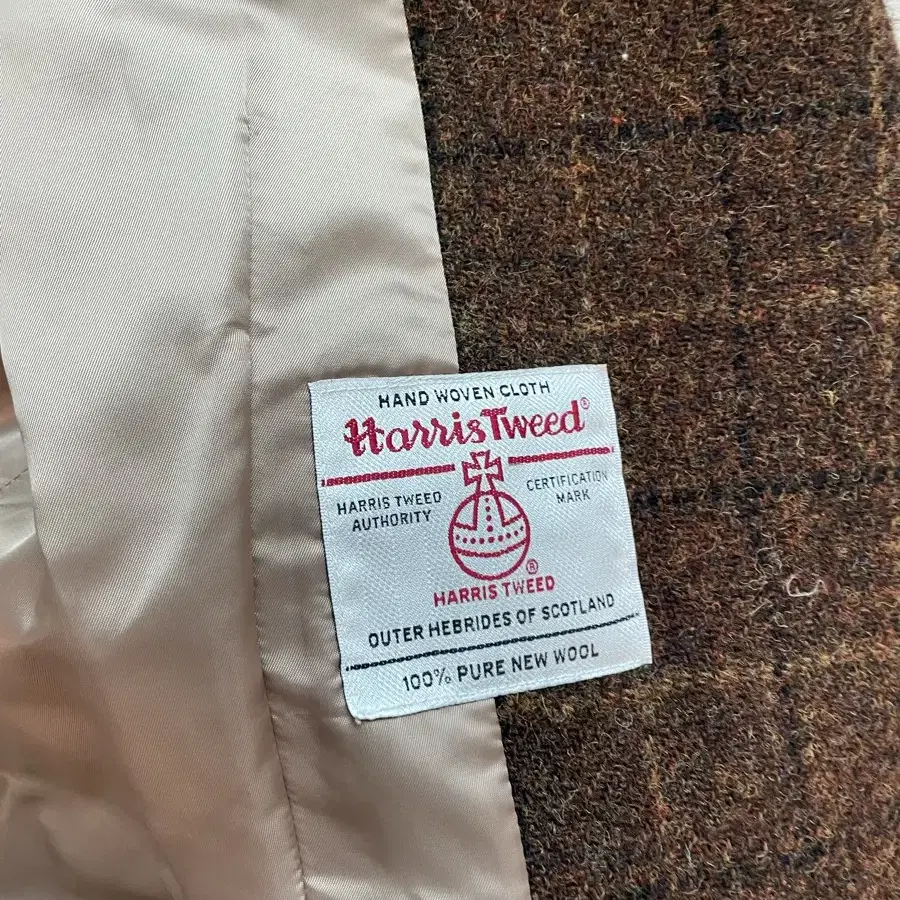 HAND WOVEN CLOTH
Harris Tweed®
HARRIS TWEED AUTHORITY
CERTIFICATION MARK
®
HARRIS TWEED
OUTER HEBRIDES OF SCOTLAND
100% PURE NEW WOOL